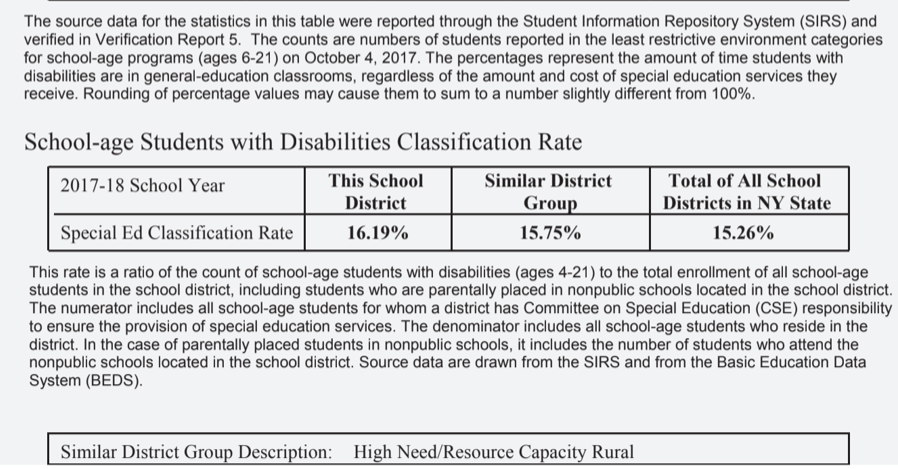 The source data for the statistics in this table were reported through the Student Information Repository System (SIRS) and
verified in Verification Report 5.  The counts are numbers of students reported in the least restrictive environment categories
for school-age programs (ages 6-21) on October 4, 2017. The percentages represent the amount of time students with
disabilities are in general-education classrooms, regardless of the amount and cost of special education services they
receive. Rounding of percentage values may cause them to sum to a number slightly different from 100%.
School-age Students with Disabilities Classification Rate
2017-18 School Year This School District Similar District Group Total of All School Districts in NY State
Special Ed Classification Rate 16.19% 15.75% 15.26%
This rate is a ratio of the count of school-age students with disabilities (ages 4-21) to the total enrollment of all school-age
students in the school district, including students who are parentally placed in nonpublic schools located in the school district.
The numerator includes all school-age students for whom a district has Committee on Special Education (CSE) responsibility
to ensure the provision of special education services. The denominator includes all school-age students who reside in the
district. In the case of parentally placed students in nonpublic schools, it includes the number of students who attend the
nonpublic schools located in the school district. Source data are drawn from the SIRS and from the Basic Education Data
System (BEDS).
Similar District Group Description: High Need/Resource Capacity Rural